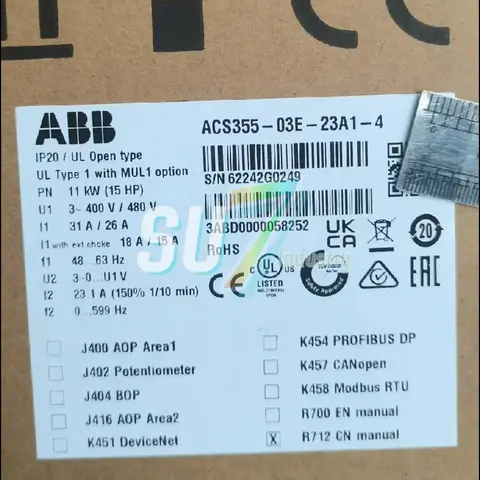 ABB
ACS355-03E-23A1-4
IP20 / UL Open type
UL Type 1 with MUL1 option
S/N 62242G0249
PN 11 kW (15 HP)
U1 3~ 400 V / 480 V
I1 31 A / 26 A
3ABD0000058252
I1 with ext choke 18 A / 15 A
RoHS
UK CA
20
f1 48...63 Hz
U2 3~0...U1 V
I2 23.1 A (150% 1/10 min)
f2 0...599 Hz
CE
C UL US
LISTED
EAC
SU7
Industry
J400 AOP Area1
J402 Potentiometer
J404 BOP
J416 AOP Area2
K451 DeviceNet
K454 PROFIBUS DP
K457 CANopen
K458 Modbus RTU
R700 EN manual
X R712 CN manual